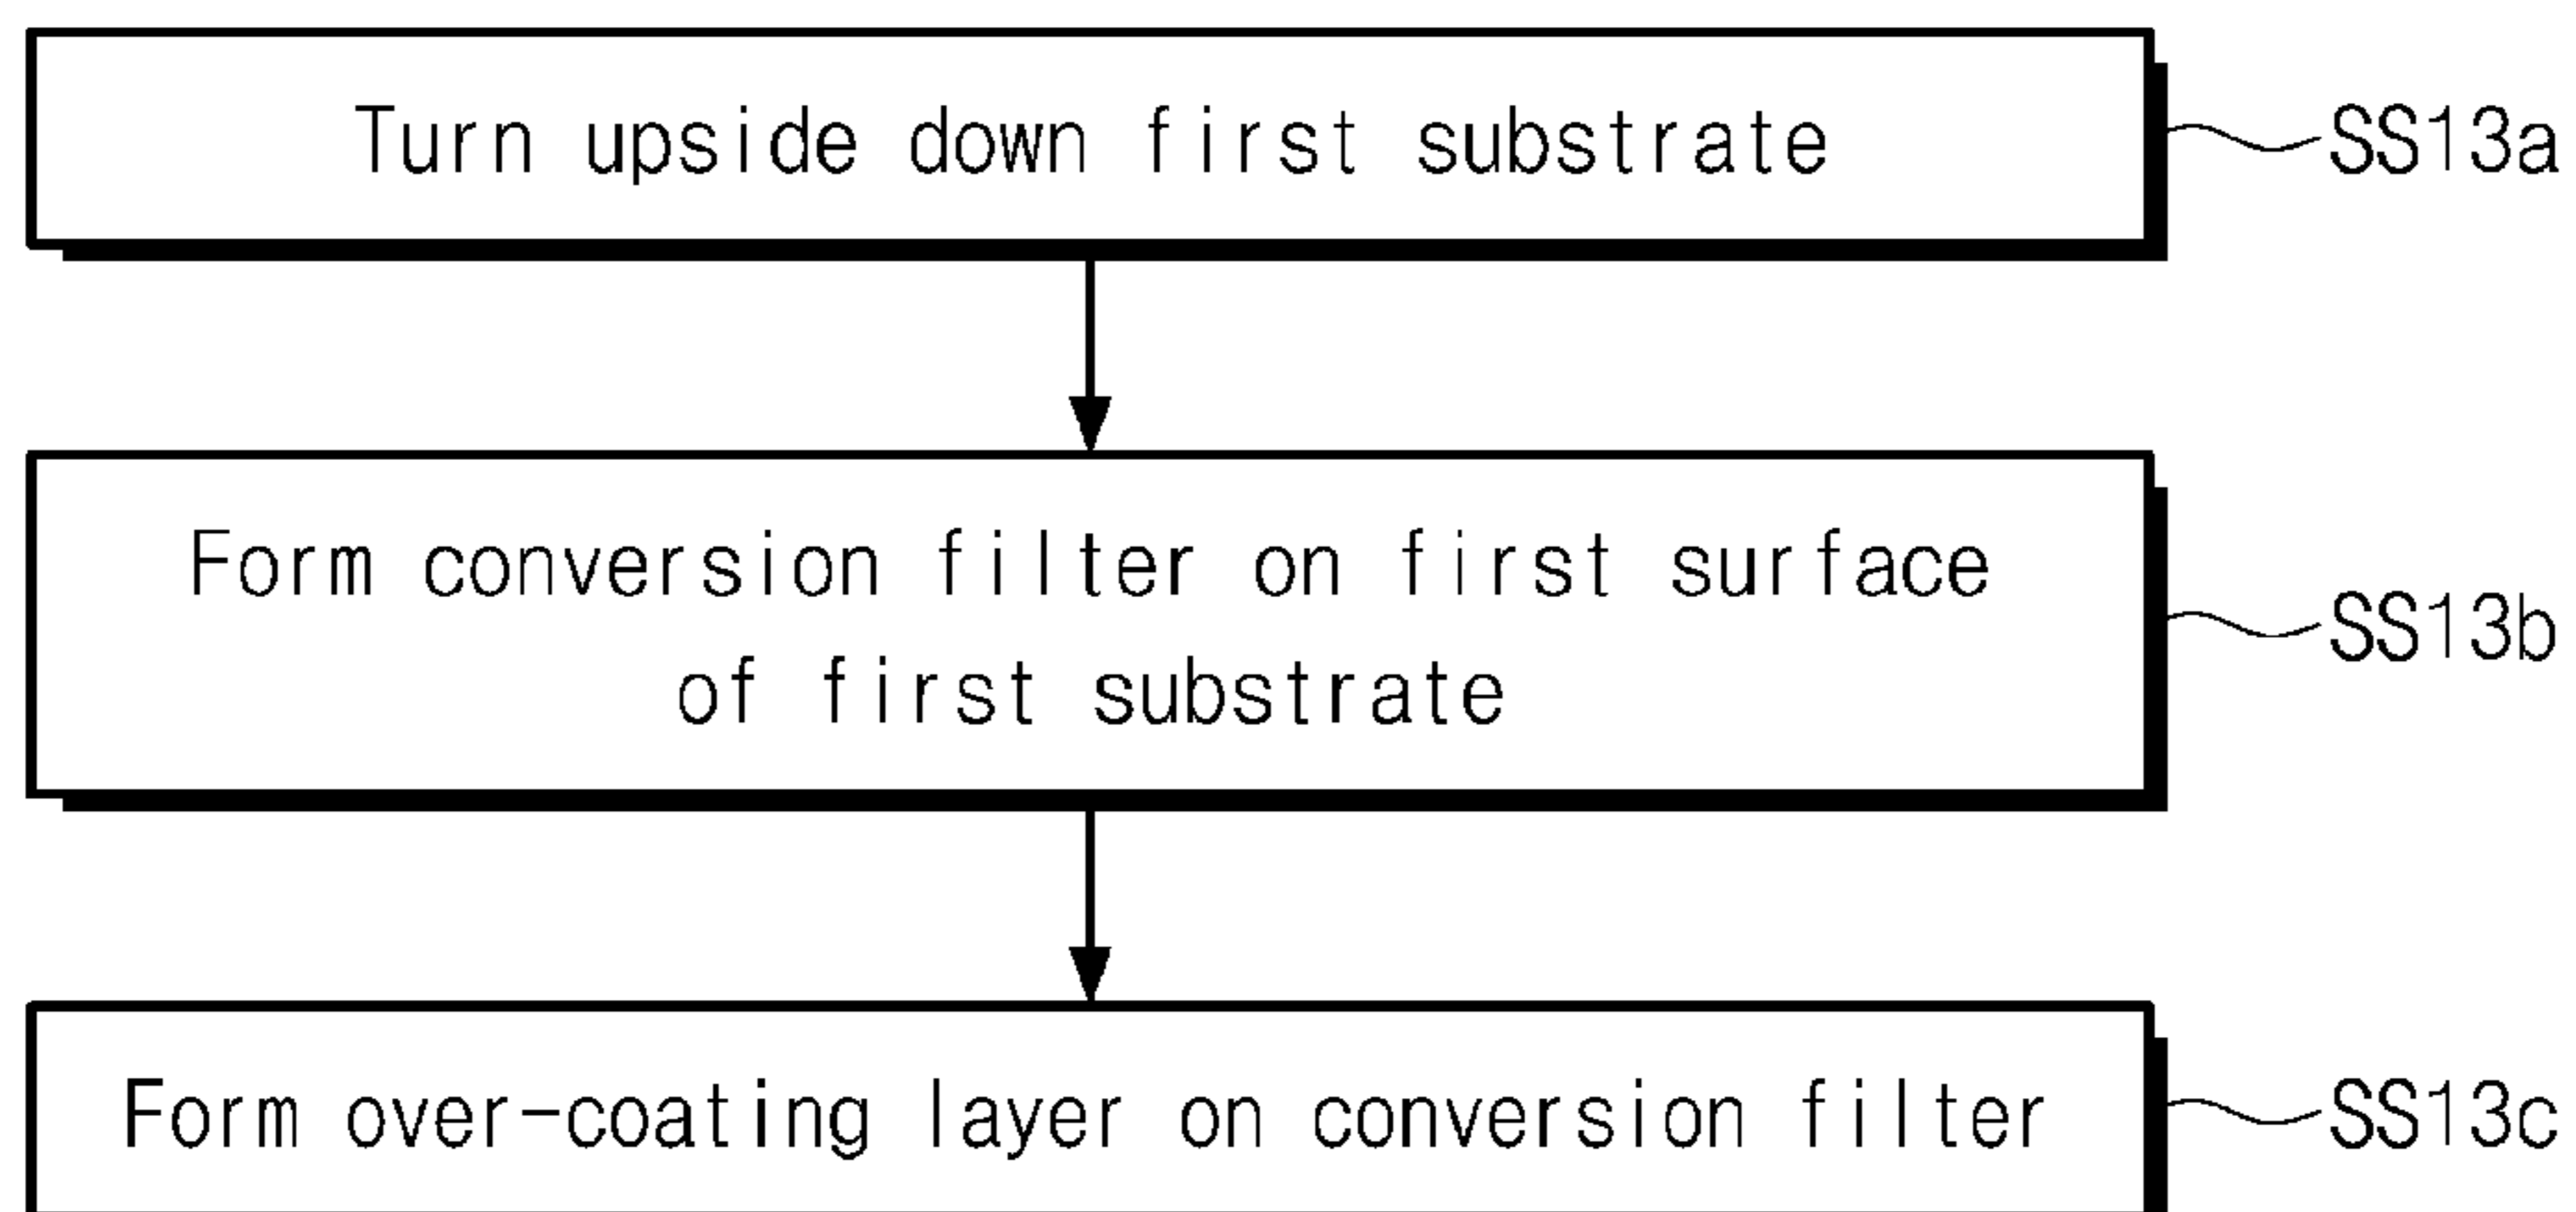 Turn upside down first substrate
SS13a
Form conversion filter on first surface
of first substrate
SS13b
Form over-coating layer on conversion filter
SS13c